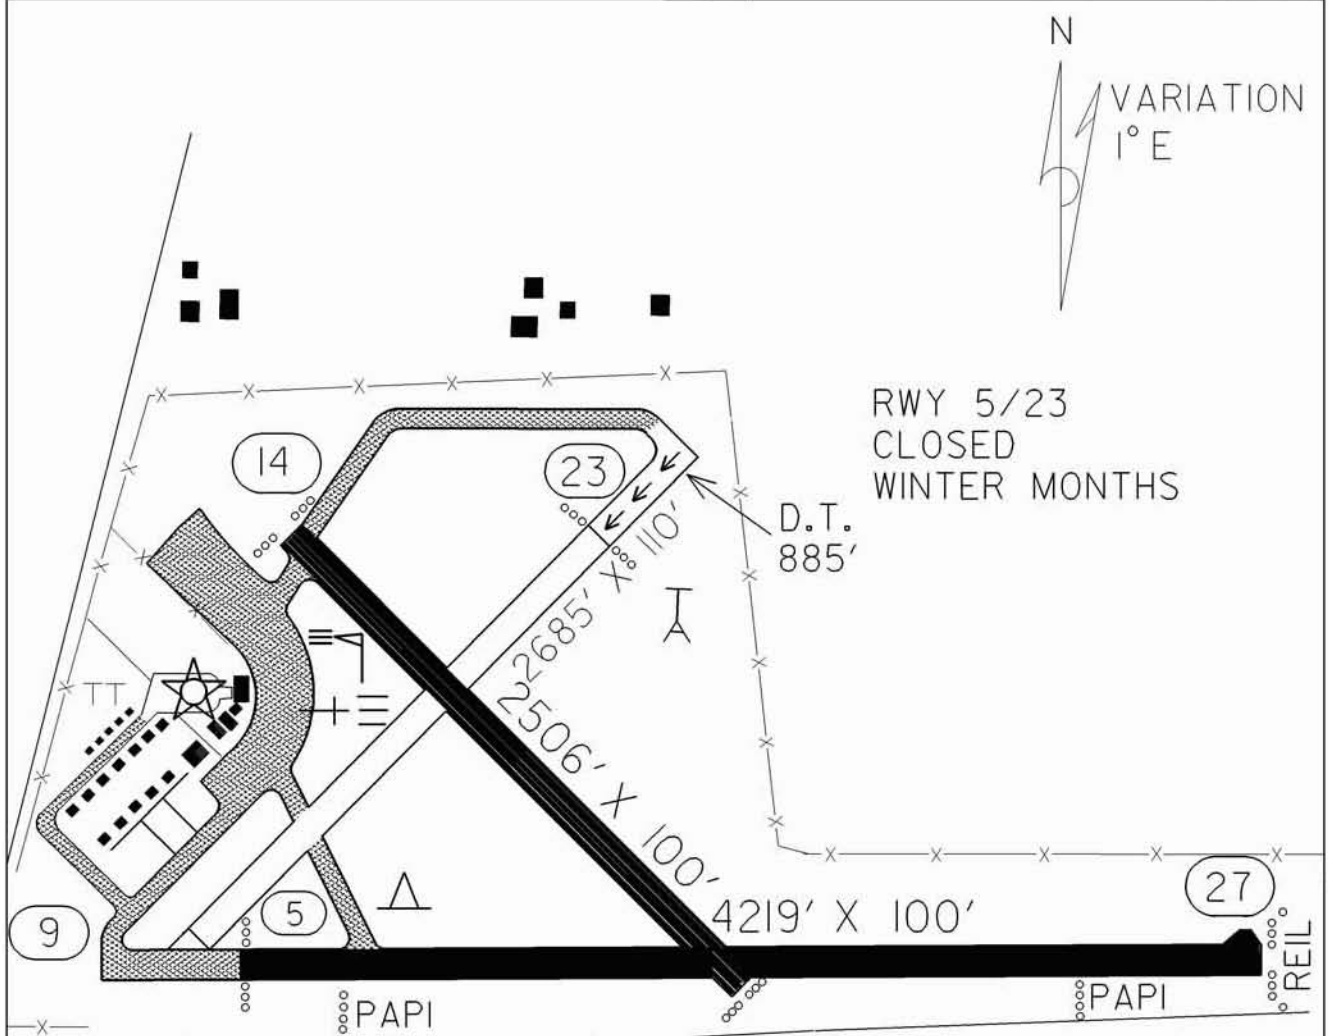 N
VARIATION
1° E
RWY 5/23
CLOSED
WINTER MONTHS
14
23
D.T.
885'
2685' X 110'
2506' X 100'
TT
5
9
4219' X 100'
27
REIL
PAPI
PAPI